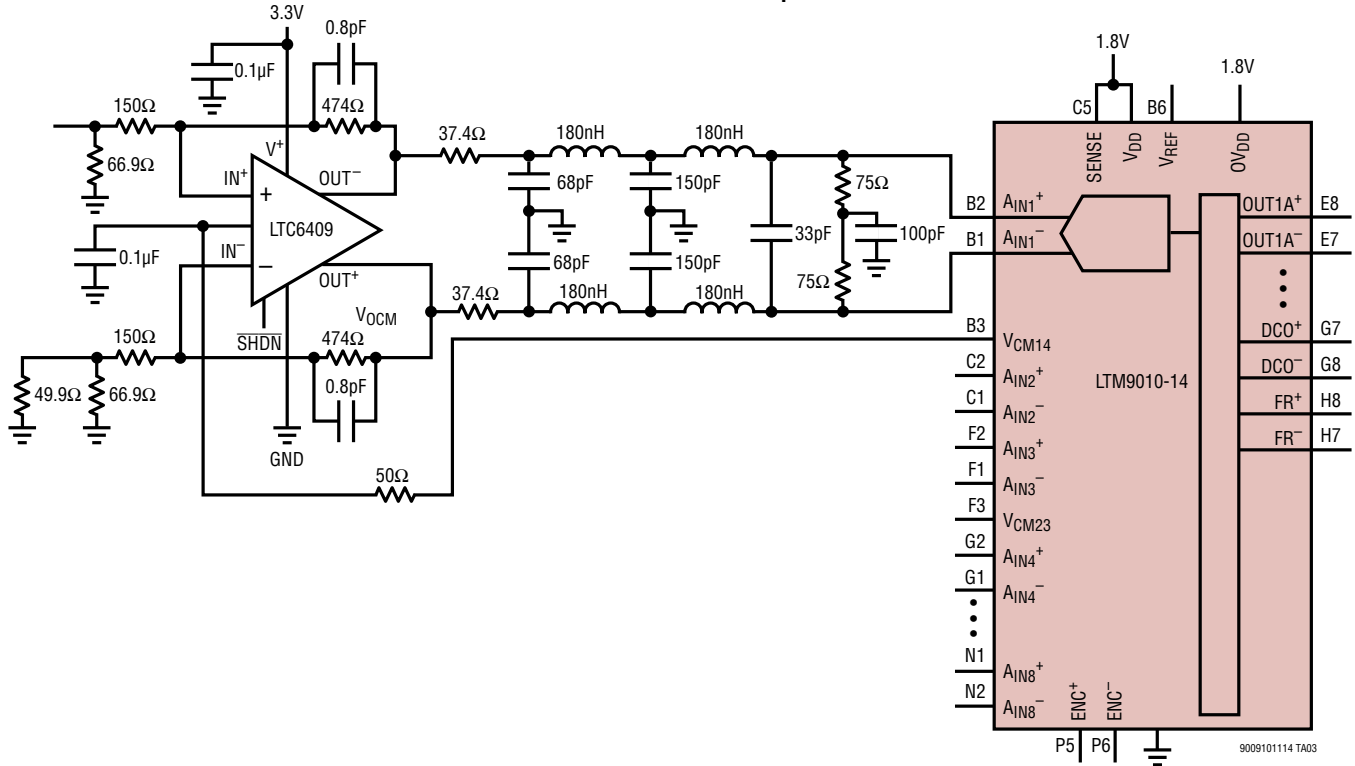 3.3V
0.8pF
0.1µF
150Ω
474Ω
66.9Ω
V+
IN+
OUT−
+
LTC6409
0.1µF
IN−
−
OUT+
SHDN
VOCM
150Ω
474Ω
0.8pF
49.9Ω
66.9Ω
GND
50Ω
37.4Ω
180nH
180nH
68pF
150pF
75Ω
33pF
100pF
68pF
150pF
75Ω
37.4Ω
180nH
180nH
1.8V
1.8V
C5
B6
SENSE
VDD
VREF
OVDD
B2
AIN1+
B1
AIN1−
B3
VCM14
C2
AIN2+
C1
AIN2−
F2
AIN3+
F1
AIN3−
F3
VCM23
G2
AIN4+
G1
AIN4−
N1
AIN8+
N2
AIN8−
LTM9010-14
OUT1A+
E8
OUT1A−
E7
DCO+
G7
DCO−
G8
FR+
H8
FR−
H7
ENC+
ENC−
P5
P6
9009101114 TA03